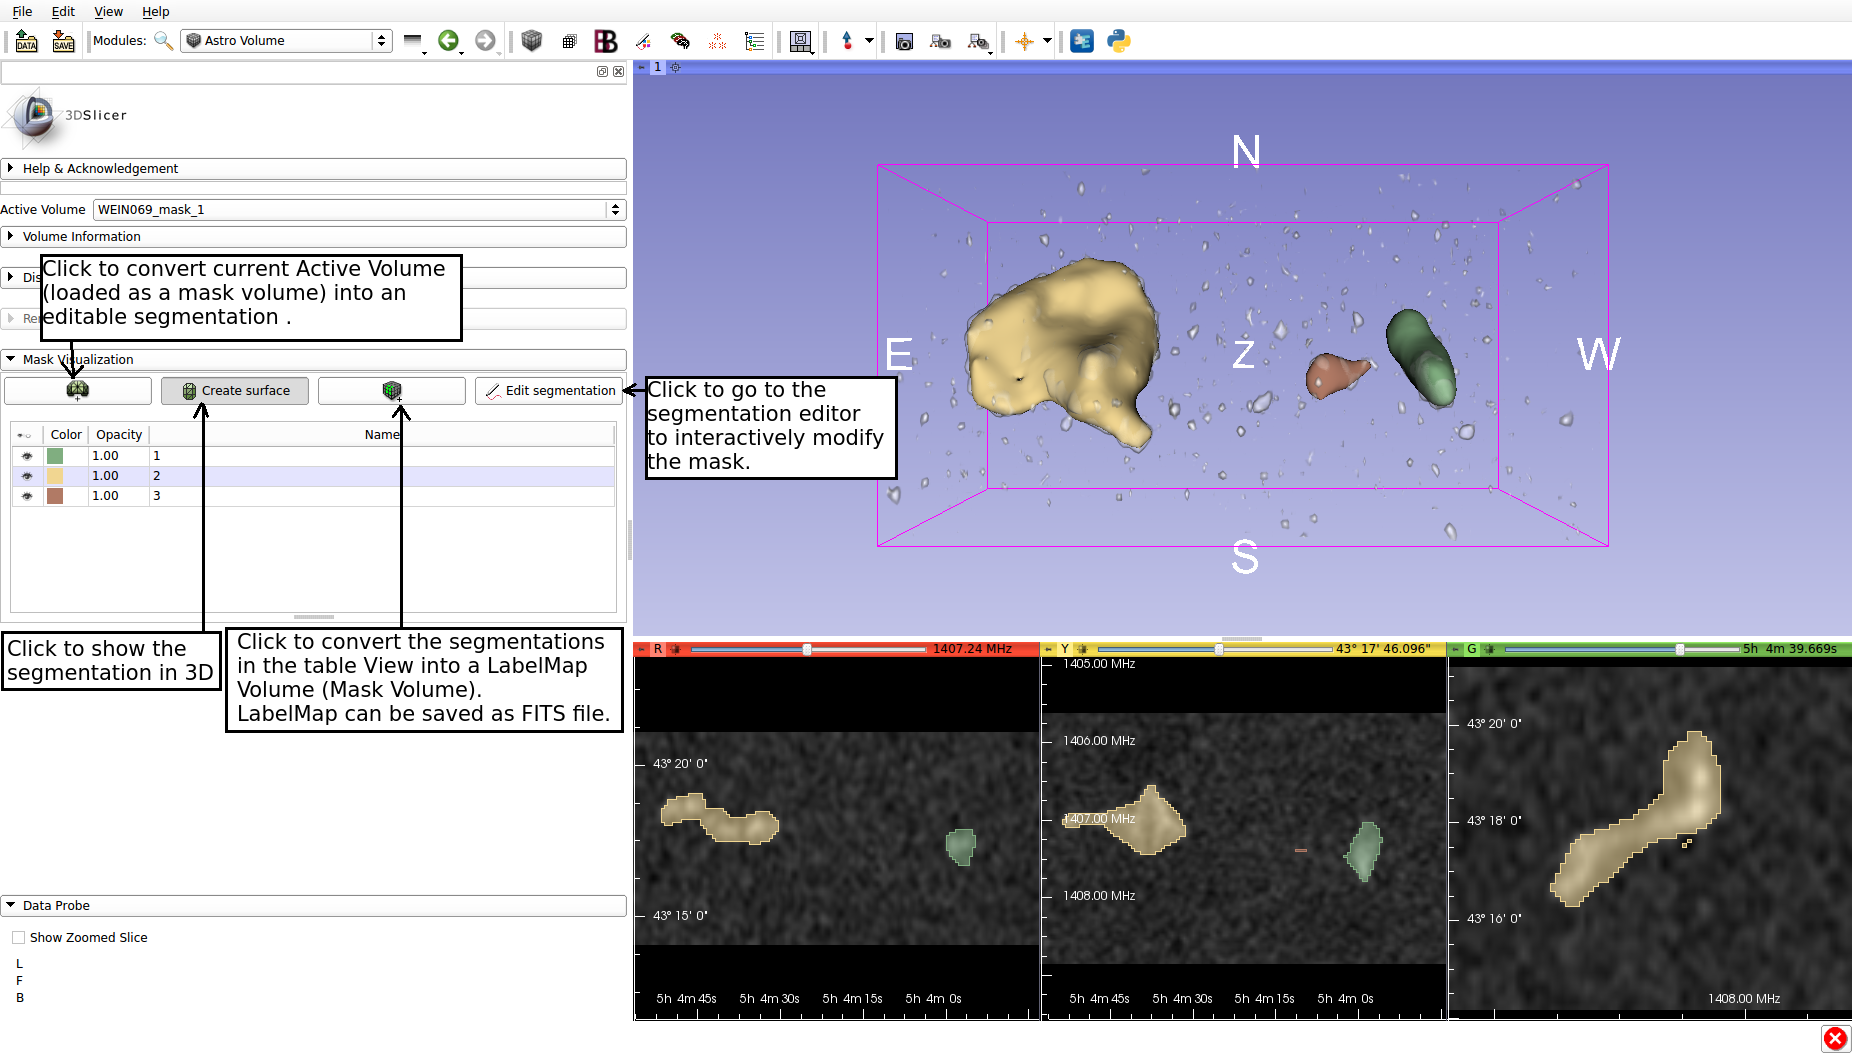 File Edit View Help
DATA SAVE Modules: Astro Volume
1
3DSlicer
Help & Acknowledgement
Active Volume WEIN069_mask_1
Volume Information
Click to convert current Active Volume
(loaded as a mask volume) into an
editable segmentation .
Dis
Re
Mask Visualization
Create surface Edit segmentation
Click to go to the
segmentation editor
to interactively modify
the mask.
Color Opacity Name
1.00 1
1.00 2
1.00 3
Click to show the
segmentation in 3D
Click to convert the segmentations
in the table View into a LabelMap
Volume (Mask Volume).
LabelMap can be saved as FITS file.
Data Probe
Show Zoomed Slice
L
F
B
N
E Z W
S
R 1407.24 MHz
43° 20' 0"
43° 15' 0"
5h 4m 45s 5h 4m 30s 5h 4m 15s 5h 4m 0s
Y 43° 17' 46.096"
1405.00 MHz
1406.00 MHz
1407.00 MHz
1408.00 MHz
5h 4m 45s 5h 4m 30s 5h 4m 15s 5h 4m 0s
G 5h 4m 39.669s
43° 20' 0"
43° 18' 0"
43° 16' 0"
1408.00 MHz